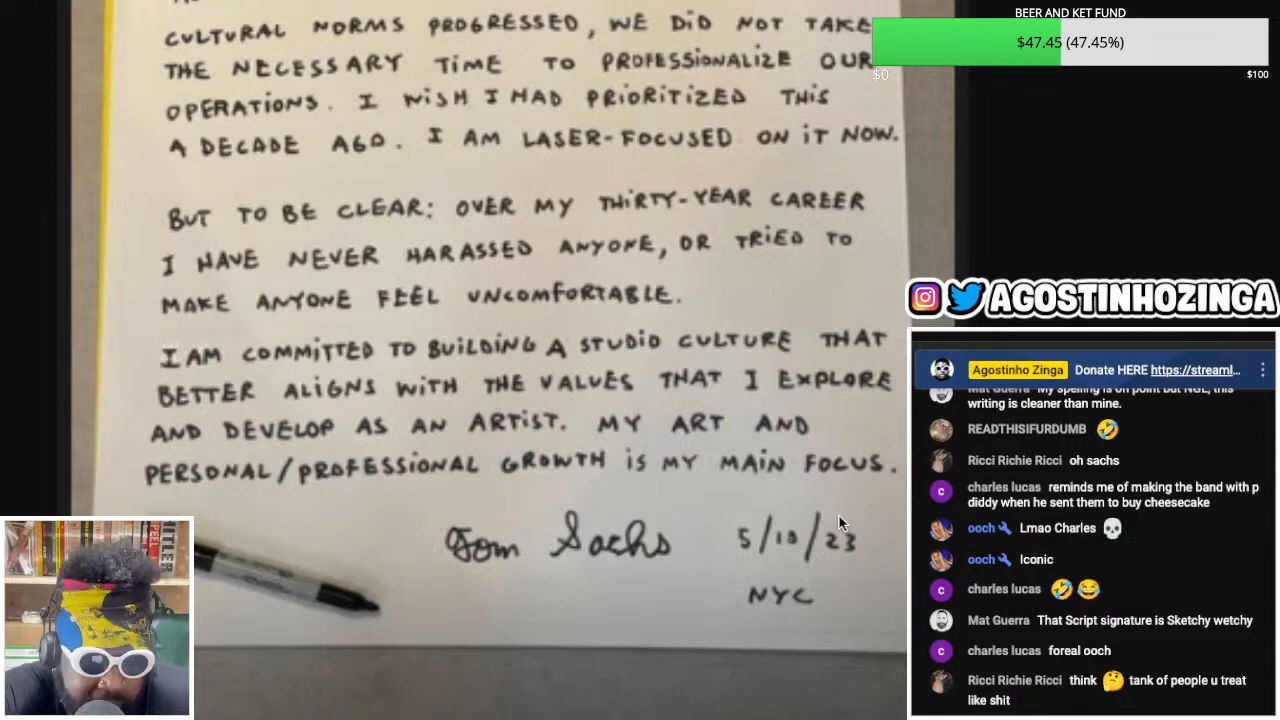 CULTURAL NORMS PROGRESSED, WE DID NOT TAKE
THE NECESSARY TIME TO PROFESSIONALIZE OUR
OPERATIONS. I WISH I HAD PRIORITIZED THIS
A DECADE AGO. I AM LASER-FOCUSED ON IT NOW.
BUT TO BE CLEAR: OVER MY THIRTY-YEAR CAREER
I HAVE NEVER HARASSED ANYONE, OR TRIED TO
MAKE ANYONE FEEL UNCOMFORTABLE.
I AM COMMITTED TO BUILDING A STUDIO CULTURE THAT
BETTER ALIGNS WITH THE VALUES THAT I EXPLORE
AND DEVELOP AS AN ARTIST. MY ART AND
PERSONAL/PROFESSIONAL GROWTH IS MY MAIN FOCUS.
Tom Sachs 5/10/23
NYC
BEER AND KET FUND
$47.45 (47.45%)
$0 $100
AGOSTINHOZINGA
Agostinho Zinga Donate HERE https://streaml...
Mat Guerra My spelling is on point but NGL, this
writing is cleaner than mine.
READTHISIFURDUMB 🤣
Ricci Richie Ricci oh sachs
charles lucas reminds me of making the band with p
diddy when he sent them to buy cheesecake
ooch Lmao Charles 💀
ooch Iconic
charles lucas 🤣😂
Mat Guerra That Script signature is Sketchy wetchy
charles lucas foreal ooch
Ricci Richie Ricci think 🤔 tank of people u treat
like shit